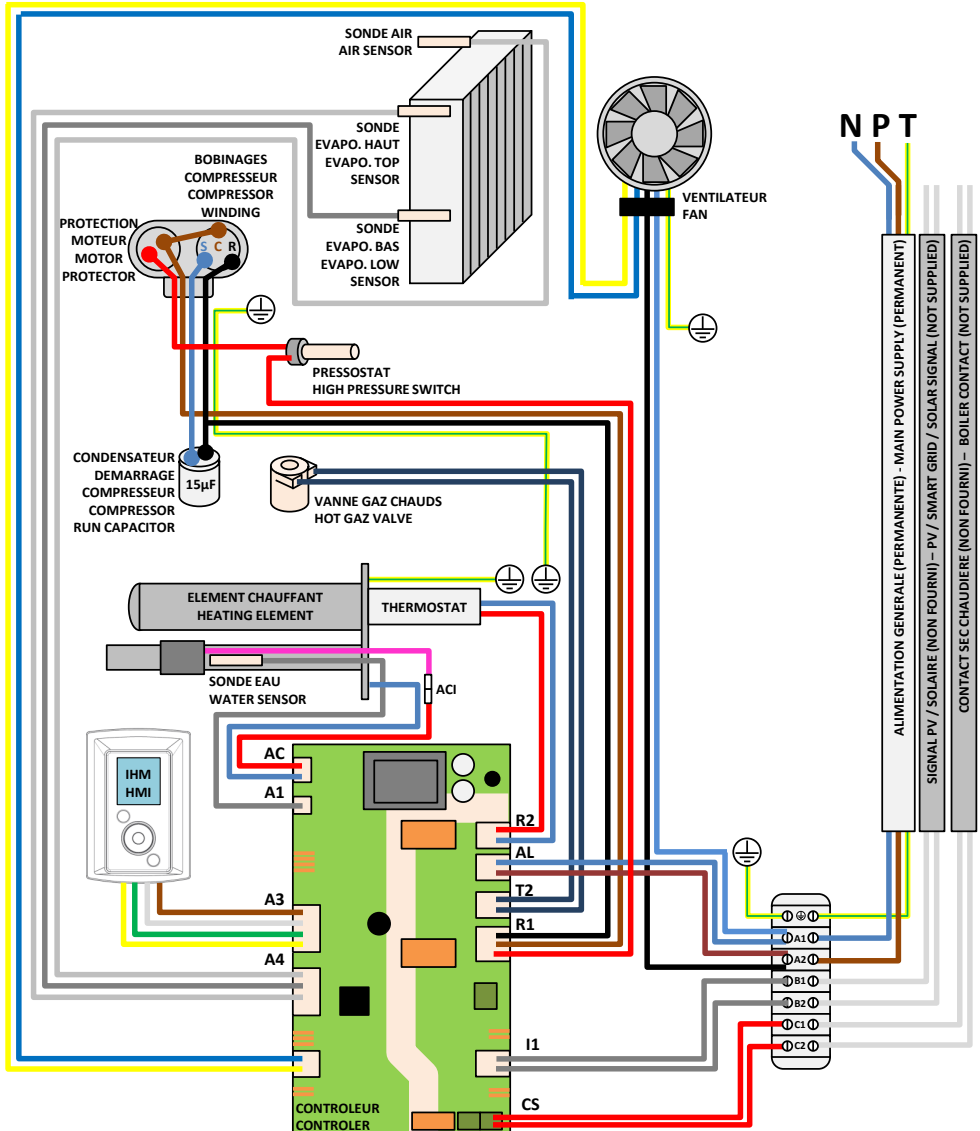 SONDE AIR
AIR SENSOR
SONDE
EVAPO. HAUT
EVAPO. TOP
SENSOR
SONDE
EVAPO. BAS
EVAPO. LOW
SENSOR
BOBINAGES
COMPRESSEUR
COMPRESSOR
WINDING
PROTECTION
MOTEUR
MOTOR
PROTECTOR
S C R
VENTILATEUR
FAN
N P T
ALIMENTATION GENERALE (PERMANENTE) - MAIN POWER SUPPLY (PERMANENT)
SIGNAL PV / SOLAIRE (NON FOURNI) – PV / SMART GRID / SOLAR SIGNAL (NOT SUPPLIED)
CONTACT SEC CHAUDIERE (NON FOURNI) – BOILER CONTACT (NOT SUPPLIED)
PRESSOSTAT
HIGH PRESSURE SWITCH
CONDENSATEUR
DEMARRAGE
COMPRESSEUR
COMPRESSOR
RUN CAPACITOR
15µF
VANNE GAZ CHAUDS
HOT GAZ VALVE
ELEMENT CHAUFFANT
HEATING ELEMENT
THERMOSTAT
SONDE EAU
WATER SENSOR
ACI
IHM
HMI
AC
A1
A3
A4
R2
AL
T2
R1
I1
CS
CONTROLEUR
CONTROLER
A1
A2
B1
B2
C1
C2